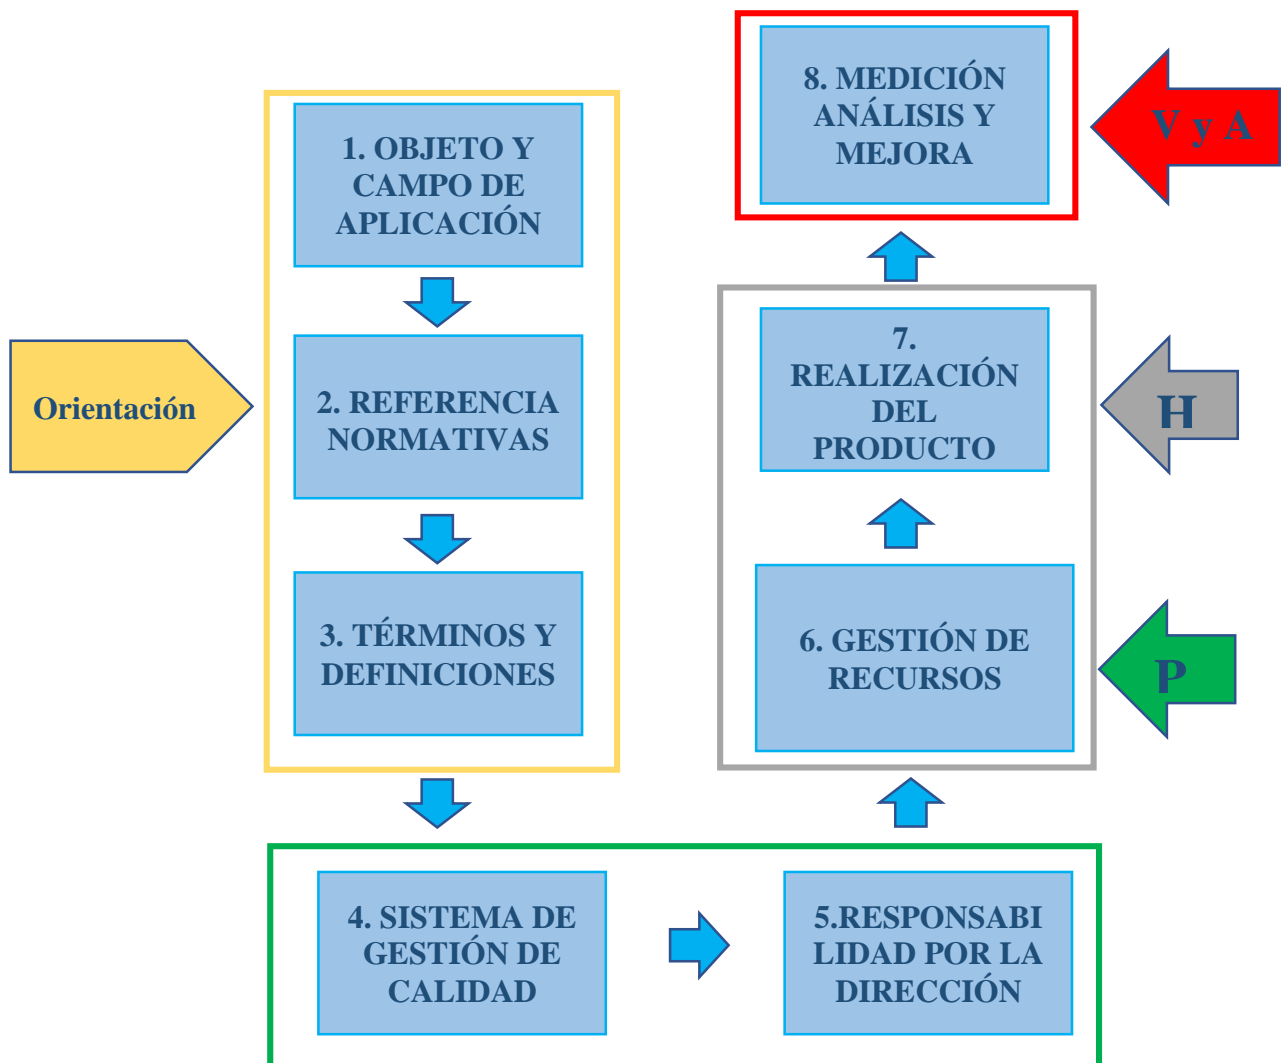 Orientación
1. OBJETO Y
CAMPO DE
APLICACIÓN
2. REFERENCIA
NORMATIVAS
3. TÉRMINOS Y
DEFINICIONES
4. SISTEMA DE
GESTIÓN DE
CALIDAD
5.RESPONSABI
LIDAD POR LA
DIRECCIÓN
6. GESTIÓN DE
RECURSOS
P
7.
REALIZACIÓN
DEL
PRODUCTO
H
8. MEDICIÓN
ANÁLISIS Y
MEJORA
V y A